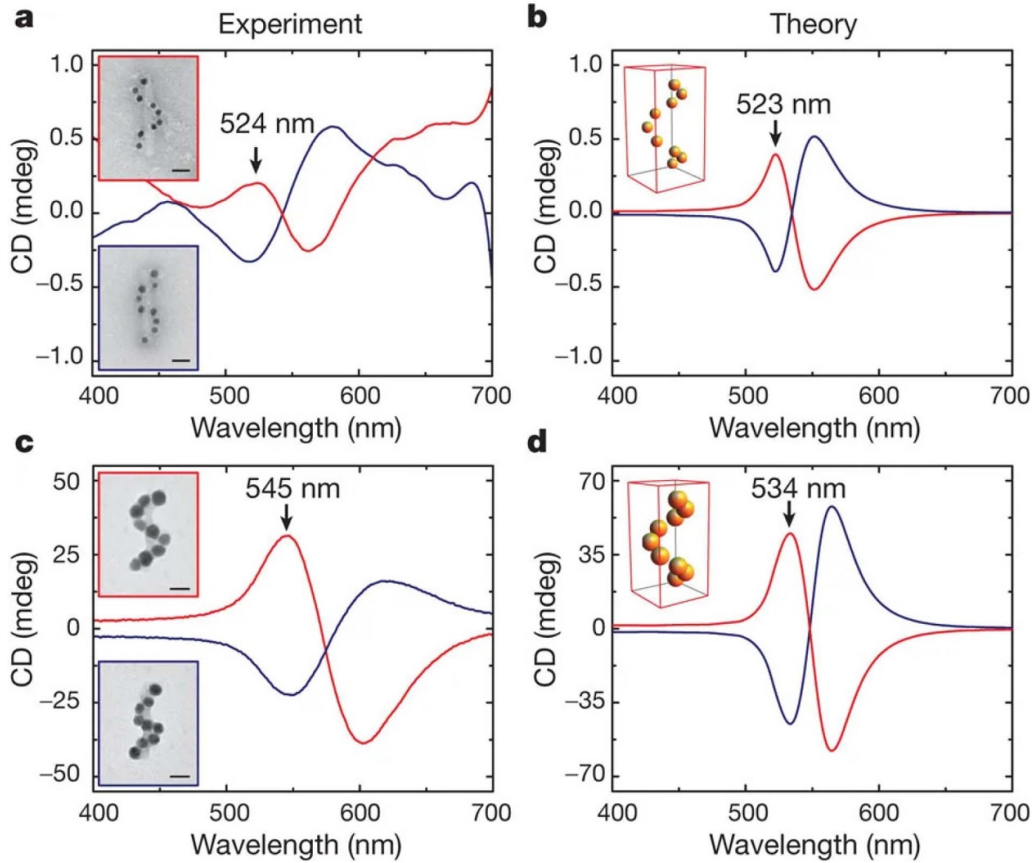 a Experiment
CD (mdeg)
1.0
0.5
0.0
−0.5
−1.0
524 nm
400 500 600 700
Wavelength (nm)
b Theory
CD (mdeg)
1.0
0.5
0.0
−0.5
−1.0
523 nm
400 500 600 700
Wavelength (nm)
c
CD (mdeg)
50
25
0
−25
−50
545 nm
400 500 600 700
Wavelength (nm)
d
CD (mdeg)
70
35
0
−35
−70
534 nm
400 500 600 700
Wavelength (nm)